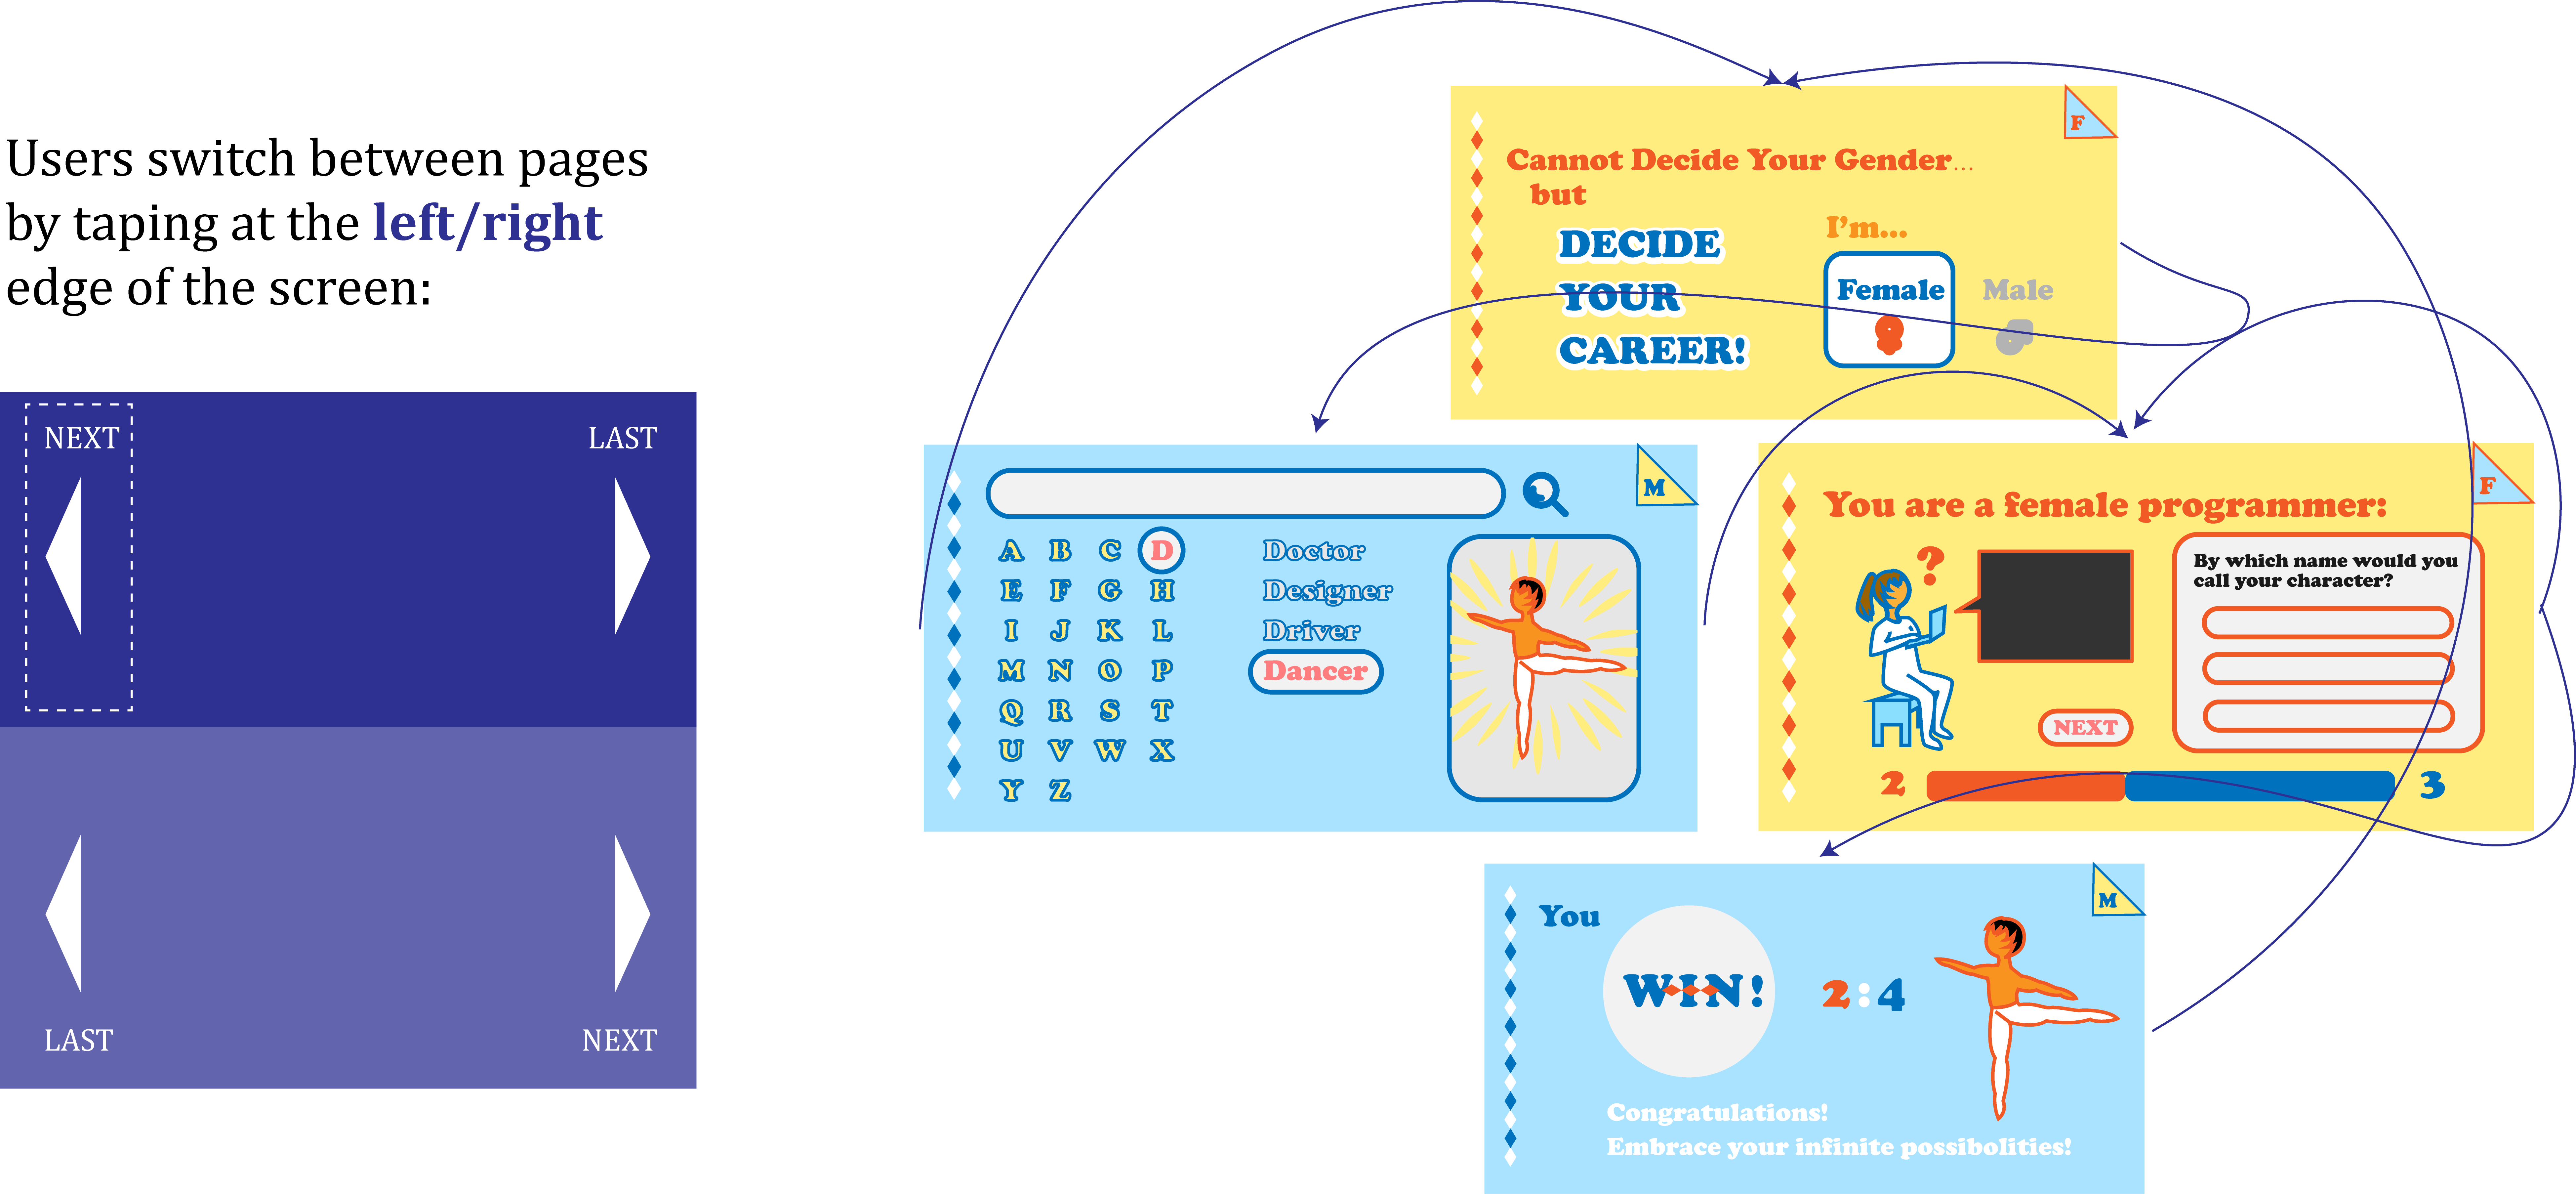 Users switch between pages
by taping at the left/right
edge of the screen:
NEXT
LAST
LAST
NEXT
F
Cannot Decide Your Gender...
but
DECIDE
YOUR
CAREER!
I'm...
Female
Male
M
A B C D
E F G H
I J K L
M N O P
Q R S T
U V W X
Y Z
Doctor
Designer
Driver
Dancer
F
You are a female programmer:
?
By which name would you
call your character?
NEXT
2
3
M
You
WIN!
2:4
Congratulations!
Embrace your infinite possibolities!